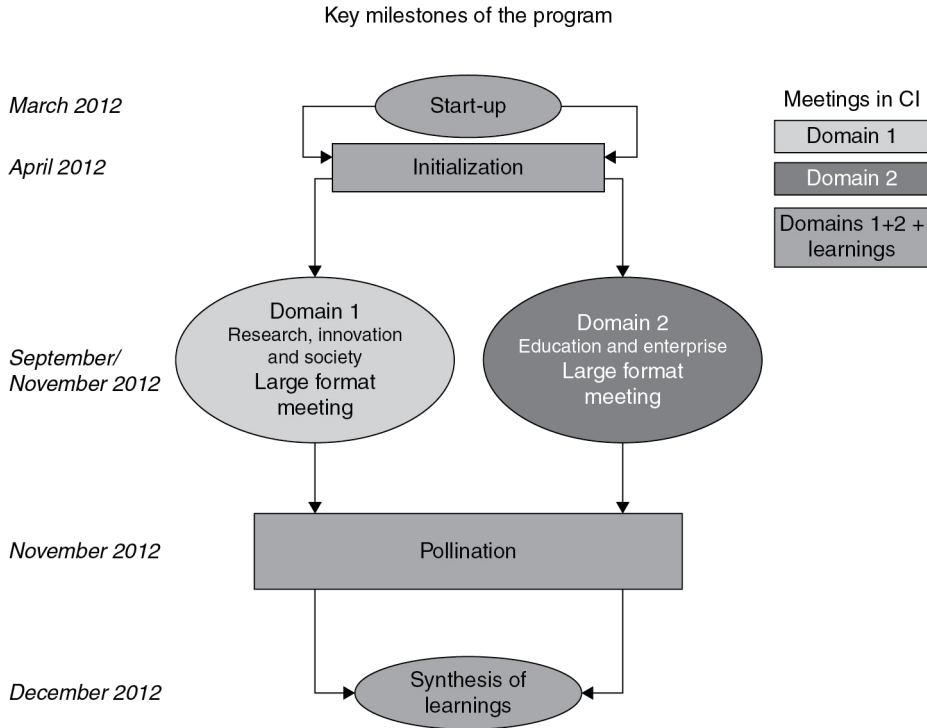 Key milestones of the program
March 2012
Start-up
Meetings in CI
Domain 1
April 2012
Initialization
Domain 2
Domains 1+2 +
learnings
Domain 1
Research, innovation
and society
Large format
meeting
Domain 2
Education and enterprise
Large format
meeting
September/
November 2012
November 2012
Pollination
December 2012
Synthesis of
learnings